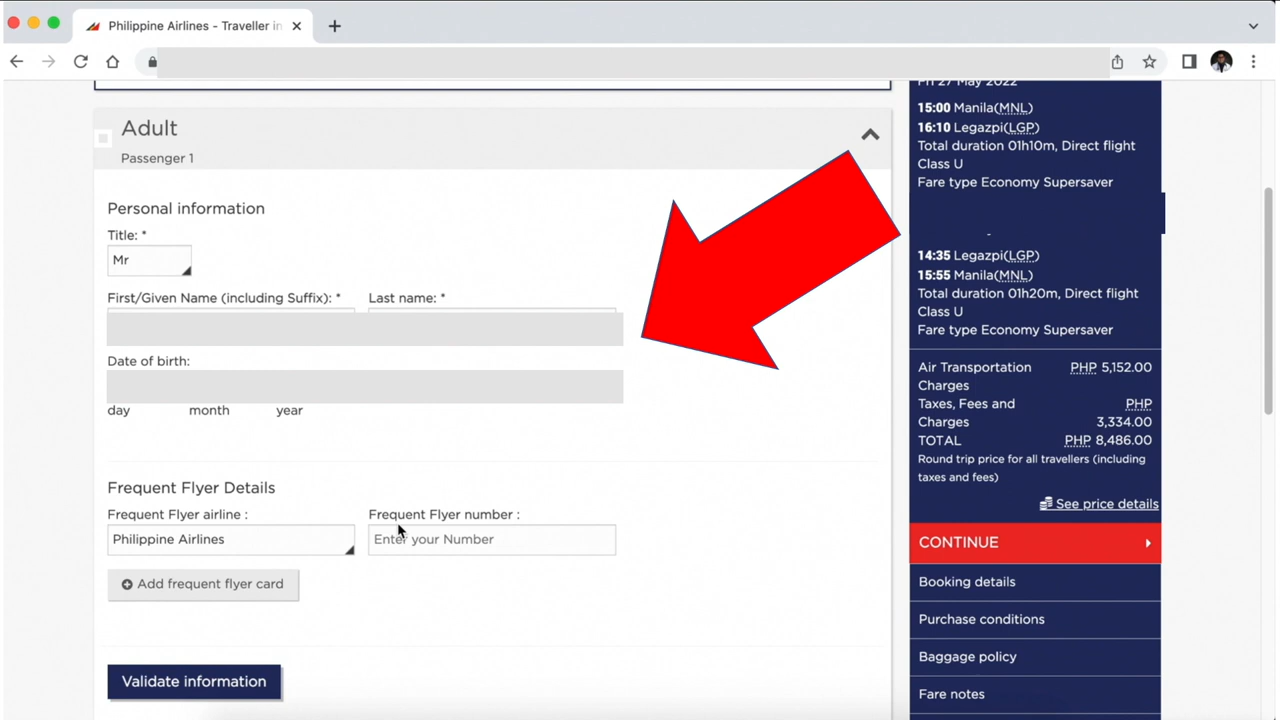 Philippine Airlines - Traveller in
Adult
Passenger 1
Personal information
Title: *
Mr
First/Given Name (including Suffix): *
Last name: *
Date of birth:
day month year
Frequent Flyer Details
Frequent Flyer airline :
Frequent Flyer number :
Philippine Airlines
Enter your Number
Add frequent flyer card
Validate information
Fri 27 May 2022
15:00 Manila(MNL)
16:10 Legazpi(LGP)
Total duration 01h10m, Direct flight
Class U
Fare type Economy Supersaver
-
14:35 Legazpi(LGP)
15:55 Manila(MNL)
Total duration 01h20m, Direct flight
Class U
Fare type Economy Supersaver
Air Transportation PHP 5,152.00
Charges
Taxes, Fees and PHP
Charges 3,334.00
TOTAL PHP 8,486.00
Round trip price for all travellers (including
taxes and fees)
See price details
CONTINUE
Booking details
Purchase conditions
Baggage policy
Fare notes